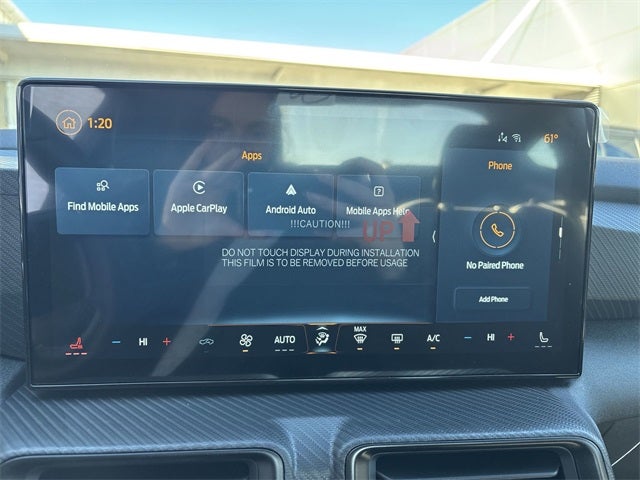 1:20
61°
Apps
Phone
Find Mobile Apps
Apple CarPlay
Android Auto
Mobile Apps Help
!!!CAUTION!!!
UP
DO NOT TOUCH DISPLAY DURING INSTALLATION
THIS FILM IS TO BE REMOVED BEFORE USAGE
No Paired Phone
Add Phone
− HI +
AUTO
MAX
A/C
− HI +